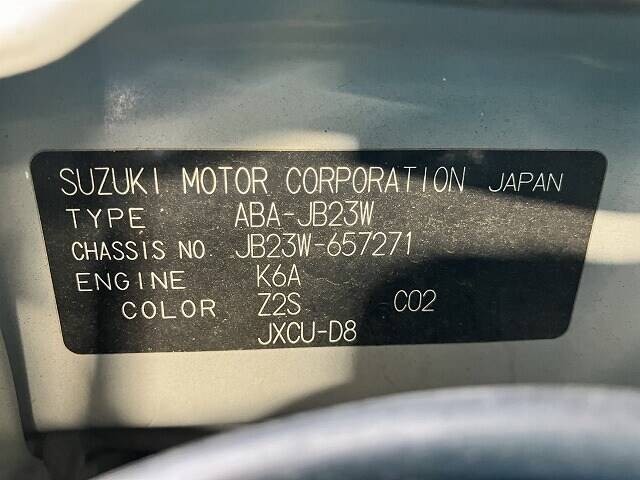 SUZUKI MOTOR CORPORATION JAPAN
TYPE ABA-JB23W
CHASSIS NO. JB23W-657271
ENGINE K6A
COLOR Z2S C02
JXCU-D8